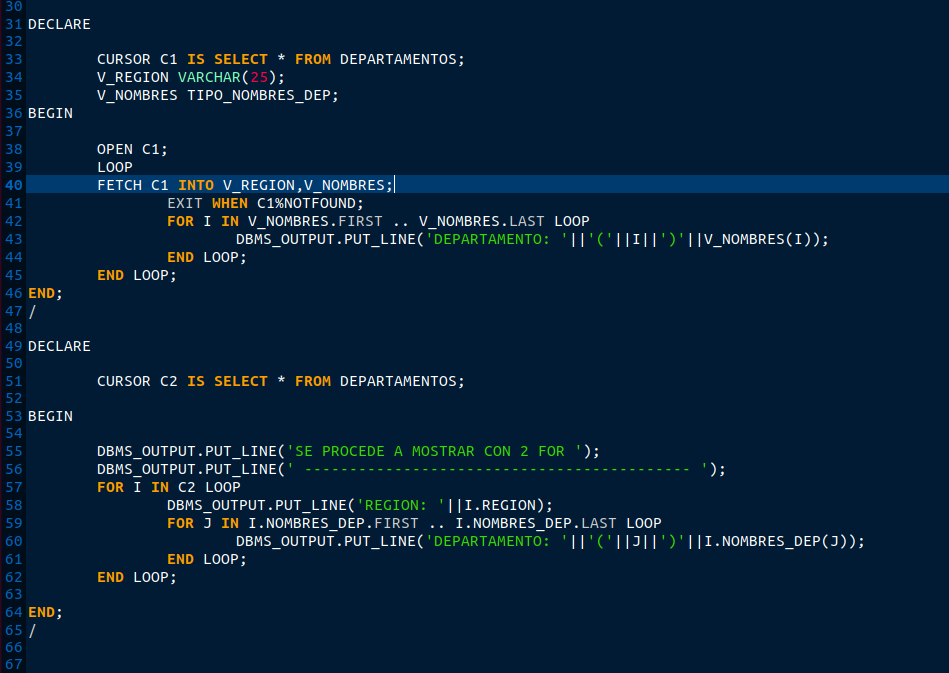 30
31 DECLARE
32
33 CURSOR C1 IS SELECT * FROM DEPARTAMENTOS;
34 V_REGION VARCHAR(25);
35 V_NOMBRES TIPO_NOMBRES_DEP;
36 BEGIN
37
38 OPEN C1;
39 LOOP
40 FETCH C1 INTO V_REGION,V_NOMBRES;
41 EXIT WHEN C1%NOTFOUND;
42 FOR I IN V_NOMBRES.FIRST .. V_NOMBRES.LAST LOOP
43 DBMS_OUTPUT.PUT_LINE('DEPARTAMENTO: '||'('||I||')'||V_NOMBRES(I));
44 END LOOP;
45 END LOOP;
46 END;
47 /
48
49 DECLARE
50
51 CURSOR C2 IS SELECT * FROM DEPARTAMENTOS;
52
53 BEGIN
54
55 DBMS_OUTPUT.PUT_LINE('SE PROCEDE A MOSTRAR CON 2 FOR ');
56 DBMS_OUTPUT.PUT_LINE(' ------------------------------------------- ');
57 FOR I IN C2 LOOP
58 DBMS_OUTPUT.PUT_LINE('REGION: '||I.REGION);
59 FOR J IN I.NOMBRES_DEP.FIRST .. I.NOMBRES_DEP.LAST LOOP
60 DBMS_OUTPUT.PUT_LINE('DEPARTAMENTO: '||'('||J||')'||I.NOMBRES_DEP(J));
61 END LOOP;
62 END LOOP;
63
64 END;
65 /
66
67